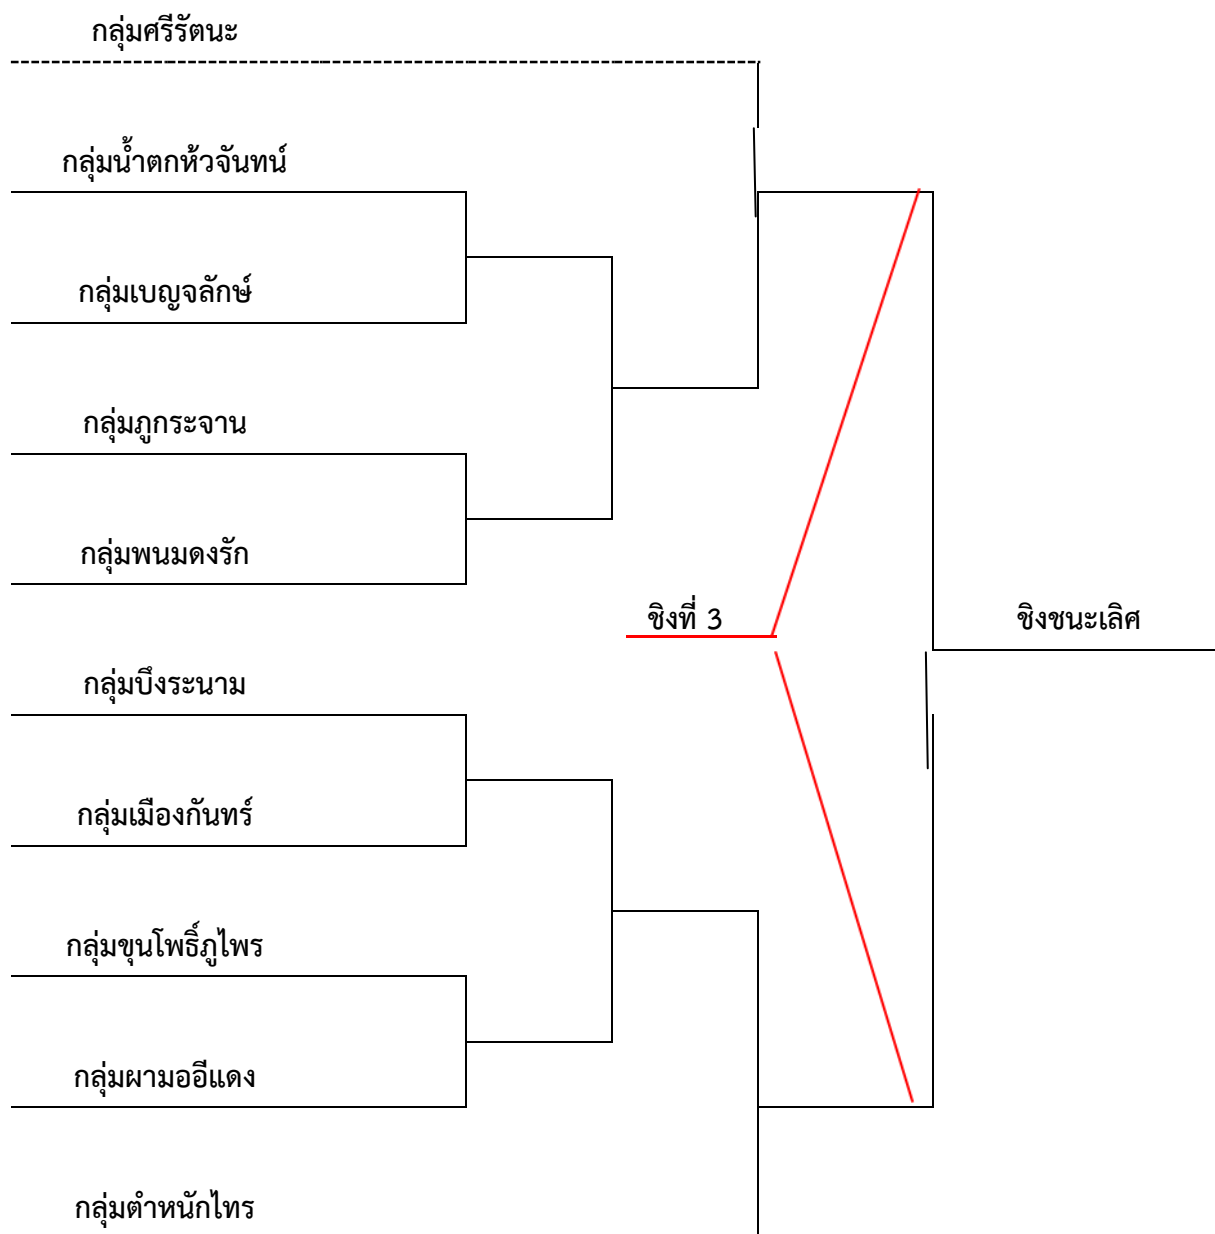 กลุ่มศรีรัตนะ
กลุ่มน้ำตกห้วจันทน์
กลุ่มเบญจลักษ์
กลุ่มภูกระจาน
กลุ่มพนมดงรัก
ชิงที่ 3
ชิงชนะเลิศ
กลุ่มบึงระนาม
กลุ่มเมืองกันทร์
กลุ่มขุนโพธิ์ภูไพร
กลุ่มผามออีแดง
กลุ่มตำหนักไทร